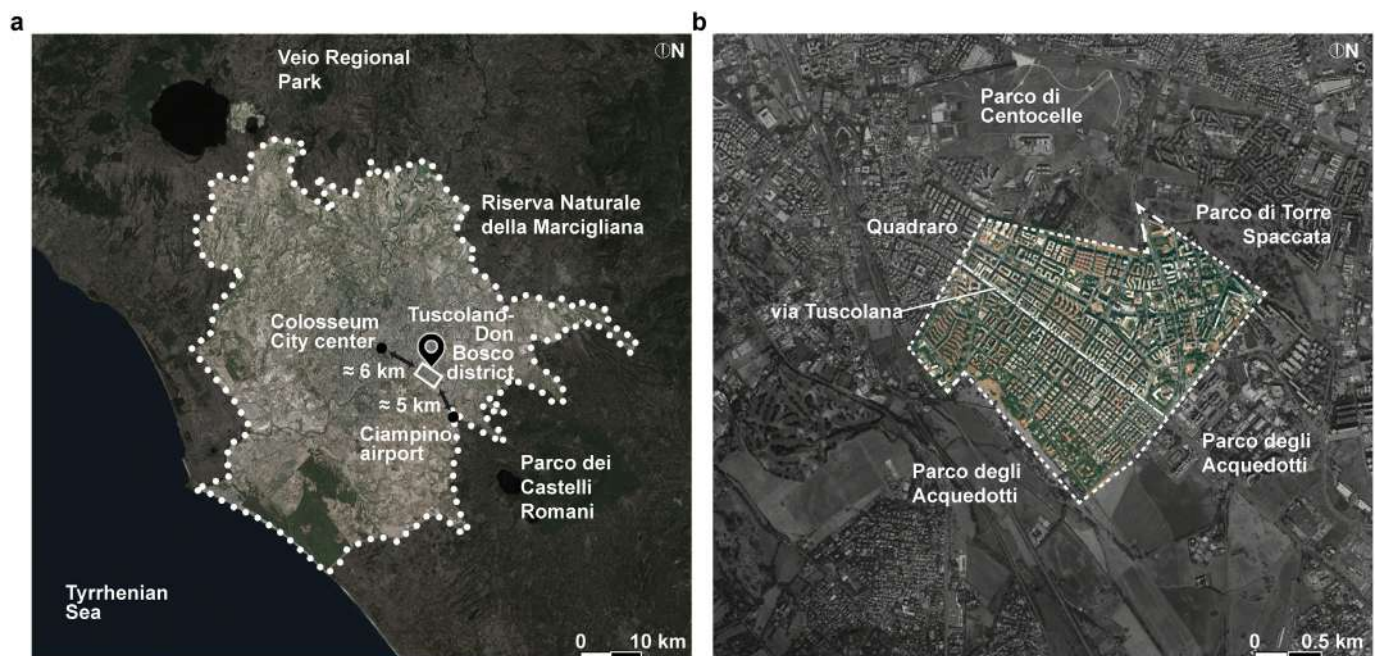 a
N
Veio Regional
Park
Riserva Naturale
della Marcigliana
Colosseum
City center
Tuscolano-
Don
Bosco
district
≈ 6 km
≈ 5 km
Ciampino
airport
Parco dei
Castelli
Romani
Tyrrhenian
Sea
0 10 km
b
N
Parco di
Centocelle
Quadraro
Parco di Torre
Spaccata
via Tuscolana
Parco degli
Acquedotti
Parco degli
Acquedotti
0 0.5 km